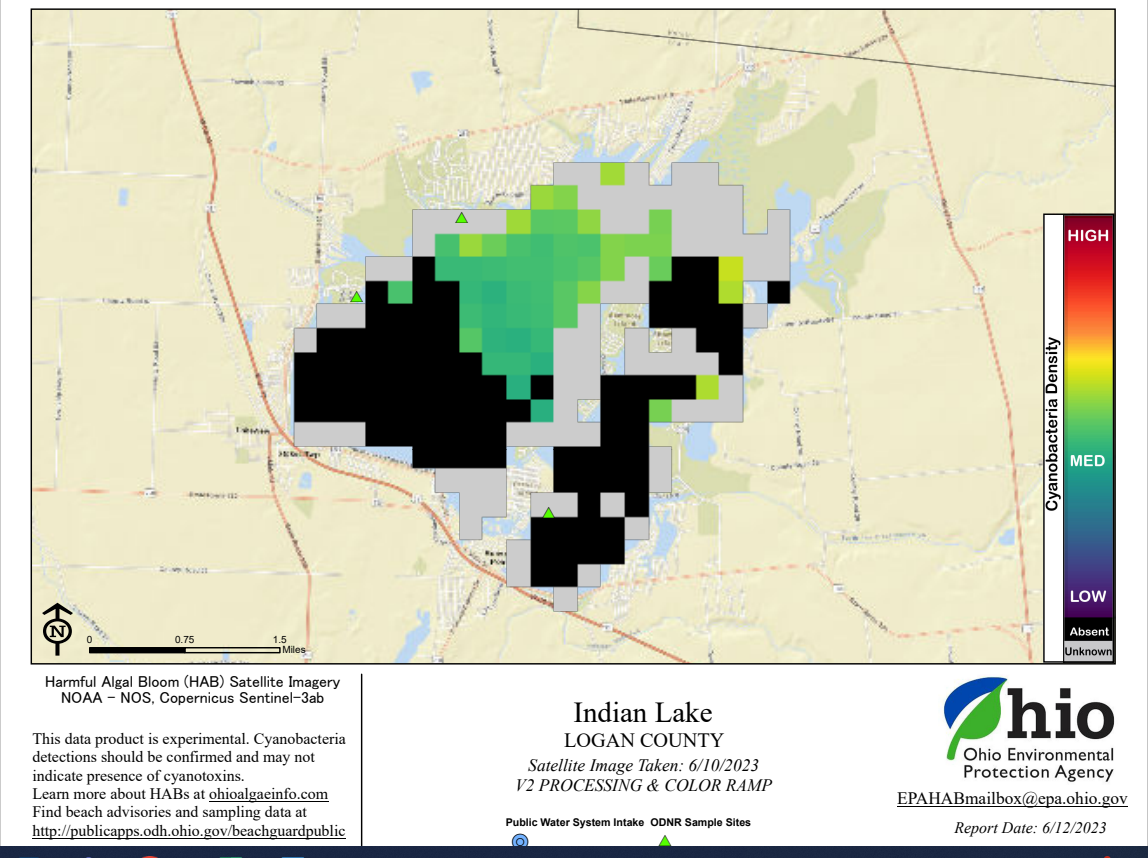 HIGH
Cyanobacteria Density
MED
LOW
Absent
Unknown
N
0 0.75 1.5
Miles
Harmful Algal Bloom (HAB) Satellite Imagery
NOAA - NOS, Copernicus Sentinel-3ab
This data product is experimental. Cyanobacteria
detections should be confirmed and may not
indicate presence of cyanotoxins.
Learn more about HABs at ohioalgaeinfo.com
Find beach advisories and sampling data at
http://publicapps.odh.ohio.gov/beachguardpublic
Indian Lake
LOGAN COUNTY
Satellite Image Taken: 6/10/2023
V2 PROCESSING & COLOR RAMP
Public Water System Intake ODNR Sample Sites
Ohio
Ohio Environmental
Protection Agency
EPAHABmailbox@epa.ohio.gov
Report Date: 6/12/2023